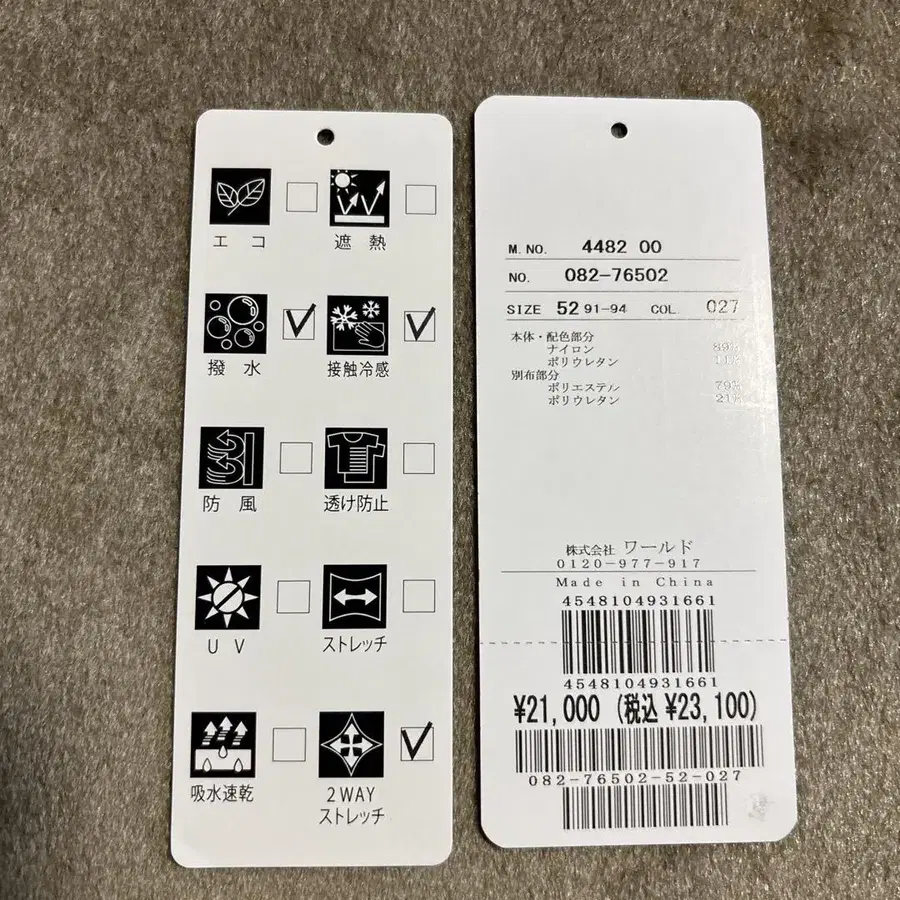 エコ
遮熱
撥水
接触冷感
防風
透け防止
UV
ストレッチ
吸水速乾
2WAY
ストレッチ
M. NO. 4482 00
NO. 082-76502
SIZE 52 91-94 COL 027
本体・配色部分
ナイロン 89%
ポリウレタン 11%
別布部分
ポリエステル 79%
ポリウレタン 21%
株式会社 ワールド
0120-977-917
Made in China
4548104931661
4548104931661
¥21,000 (税込 ¥23,100)
082-76502-52-027